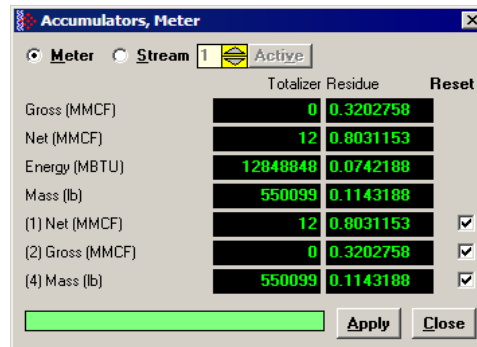 Accumulators, Meter
Meter Stream 1 Active
Totalizer Residue Reset
Gross (MMCF) 0 0.3202758
Net (MMCF) 12 0.8031153
Energy (MBTU) 12848848 0.0742188
Mass (lb) 550099 0.1143188
(1) Net (MMCF) 12 0.8031153
(2) Gross (MMCF) 0 0.3202758
(4) Mass (lb) 550099 0.1143188
Apply Close